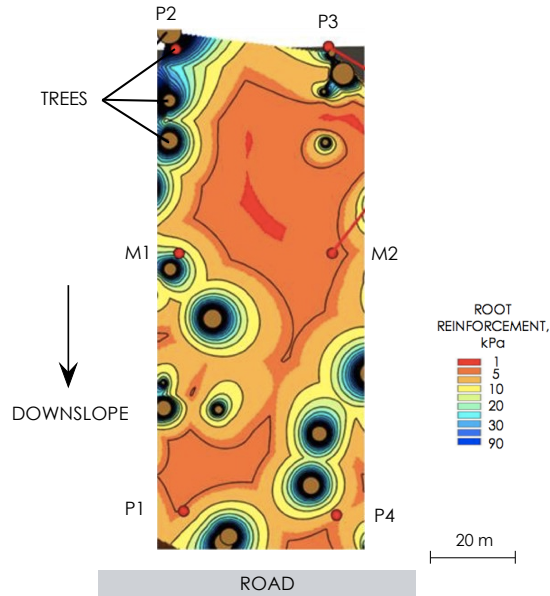 P2
P3
TREES
M1
M2
ROOT
REINFORCEMENT,
kPa
1
5
10
20
30
90
DOWNSLOPE
P1
P4
20 m
ROAD